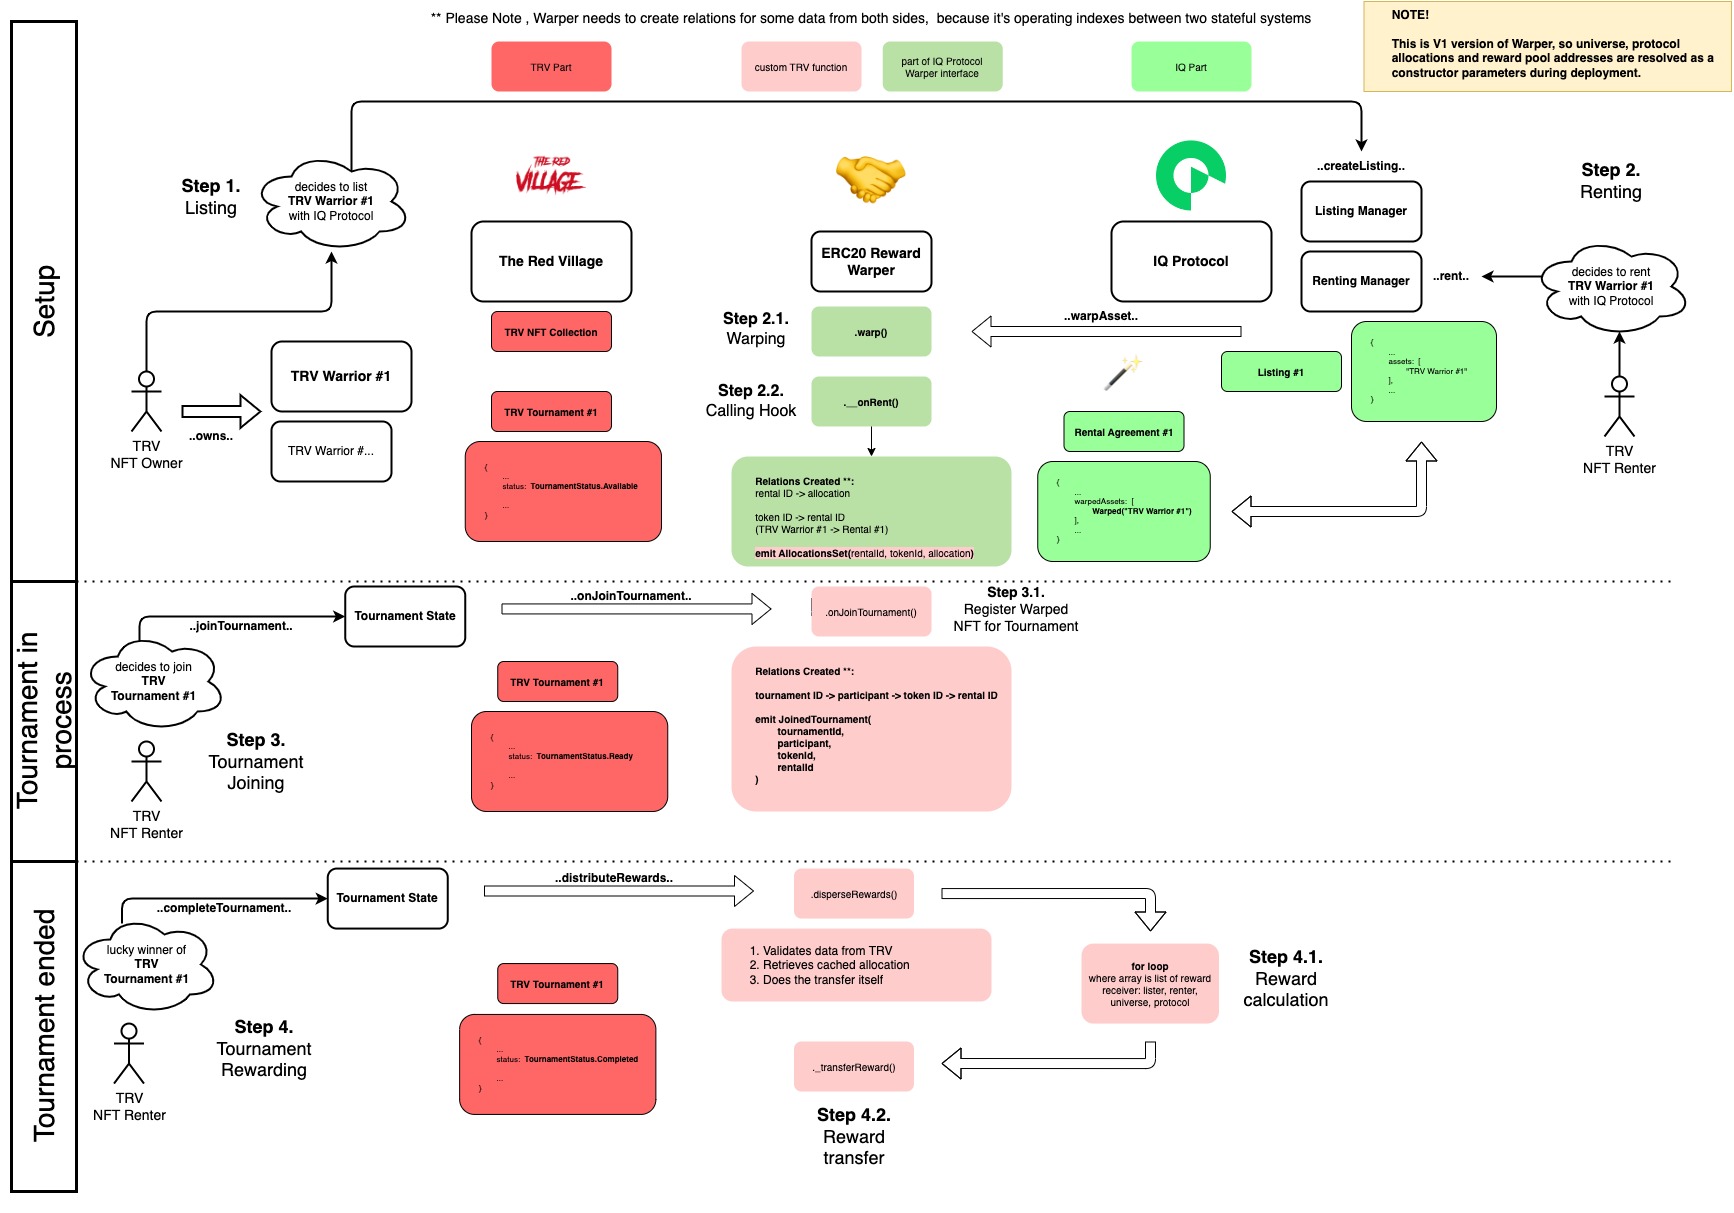 ** Please Note , Warper needs to create relations for some data from both sides,  because it's operating indexes between two stateful systems
NOTE!
This is V1 version of Warper, so universe, protocol
allocations and reward pool addresses are resolved as a
constructor parameters during deployment.
TRV Part
custom TRV function
part of IQ Protocol
Warper interface
IQ Part
Setup
Step 1.
Listing
decides to list
TRV Warrior #1
with IQ Protocol
THE RED
VILLAGE
..createListing..
Listing Manager
Renting Manager
..rent..
Step 2.
Renting
decides to rent
TRV Warrior #1
with IQ Protocol
The Red Village
ERC20 Reward
Warper
IQ Protocol
TRV NFT Collection
Step 2.1.
Warping
.warp()
..warpAsset..
TRV Warrior #1
TRV Warrior #...
..owns..
TRV
NFT Owner
TRV Tournament #1
{
...
status:  TournamentStatus.Available
...
}
Step 2.2.
Calling Hook
.__onRent()
Relations Created **:
rental ID -> allocation
token ID -> rental ID
(TRV Warrior #1 -> Rental #1)
emit AllocationsSet(rentalId, tokenId, allocation)
Listing #1
{
...
assets:  [
"TRV Warrior #1"
],
...
}
Rental Agreement #1
{
...
warpedAssets:  [
Warped("TRV Warrior #1")
],
...
}
TRV
NFT Renter
Tournament in
process
..joinTournament..
Tournament State
..onJoinTournament..
.onJoinTournament()
Step 3.1.
Register Warped
NFT for Tournament
decides to join
TRV
Tournament #1
Step 3.
Tournament
Joining
TRV
NFT Renter
TRV Tournament #1
{
...
status:  TournamentStatus.Ready
...
}
Relations Created **:
tournament ID -> participant -> token ID -> rental ID
emit JoinedTournament(
tournamentId,
participant,
tokenId,
rentalId
)
Tournament ended
..completeTournament..
Tournament State
..distributeRewards..
.disperseRewards()
lucky winner of
TRV
Tournament #1
Step 4.
Tournament
Rewarding
TRV
NFT Renter
TRV Tournament #1
{
...
status:  TournamentStatus.Completed
...
}
1. Validates data from TRV
2. Retrieves cached allocation
3. Does the transfer itself
for loop
where array is list of reward
receiver: lister, renter,
universe, protocol
Step 4.1.
Reward
calculation
._transferReward()
Step 4.2.
Reward
transfer